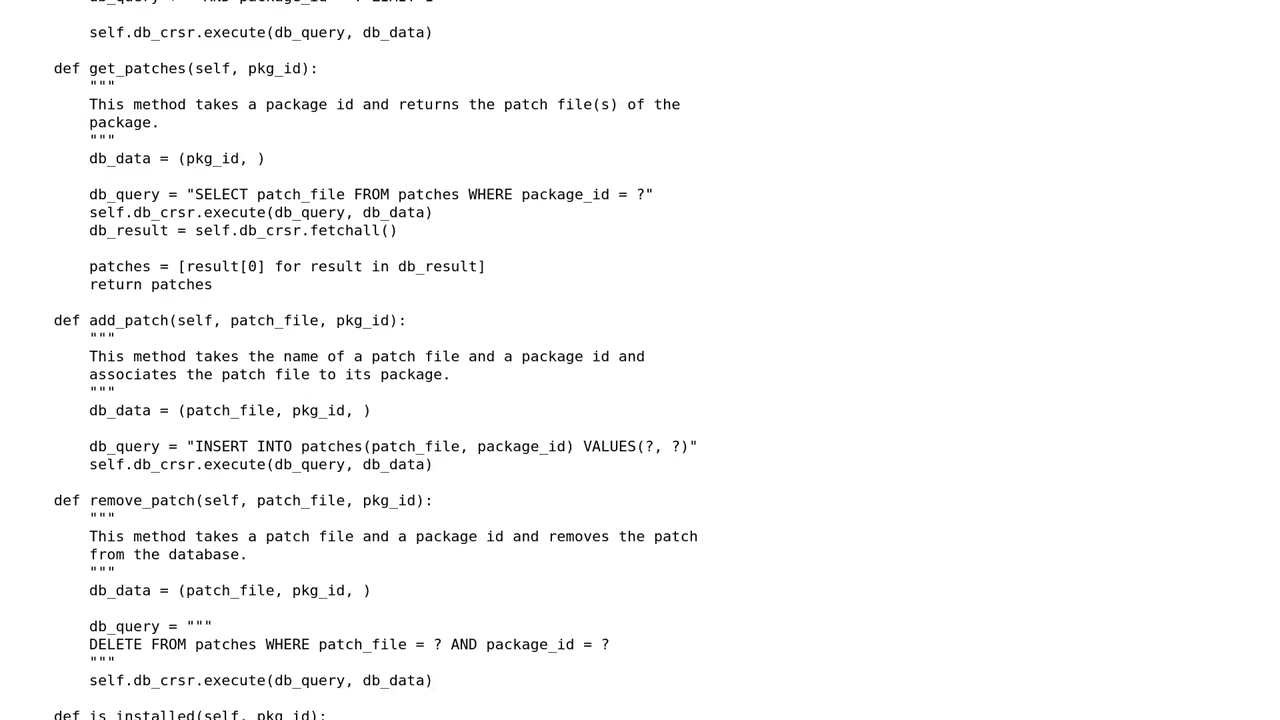 self.db_crsr.execute(db_query, db_data)
def get_patches(self, pkg_id):
"""
This method takes a package id and returns the patch file(s) of the
package.
"""
db_data = (pkg_id, )
db_query = "SELECT patch_file FROM patches WHERE package_id = ?"
self.db_crsr.execute(db_query, db_data)
db_result = self.db_crsr.fetchall()
patches = [result[0] for result in db_result]
return patches
def add_patch(self, patch_file, pkg_id):
"""
This method takes the name of a patch file and a package id and
associates the patch file to its package.
"""
db_data = (patch_file, pkg_id, )
db_query = "INSERT INTO patches(patch_file, package_id) VALUES(?, ?)"
self.db_crsr.execute(db_query, db_data)
def remove_patch(self, patch_file, pkg_id):
"""
This method takes a patch file and a package id and removes the patch
from the database.
"""
db_data = (patch_file, pkg_id, )
db_query = """
DELETE FROM patches WHERE patch_file = ? AND package_id = ?
"""
self.db_crsr.execute(db_query, db_data)
def is_installed(self, pkg_id):